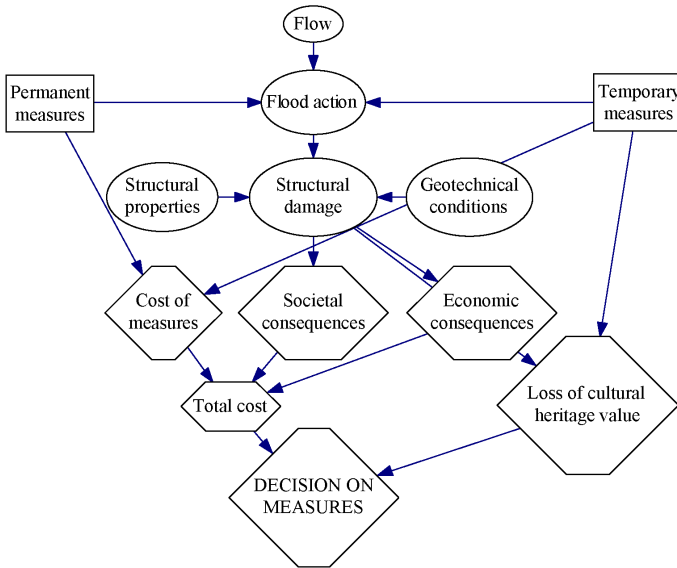 Flow
Permanent
measures
Flood action
Temporary
measures
Structural
properties
Structural
damage
Geotechnical
conditions
Cost of
measures
Societal
consequences
Economic
consequences
Total cost
Loss of cultural
heritage value
DECISION ON
MEASURES